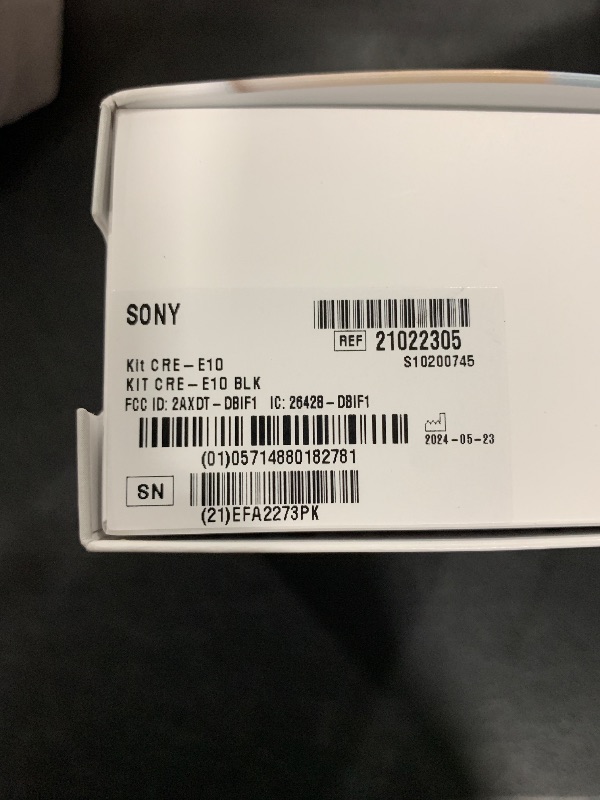 SONY
REF 21022305
S10200745
Kit CRE-E10
KIT CRE-E10 BLK
FCC ID: 2AXDT-DBIF1 IC: 26428-DBIF1
2024-05-23
(01)05714880182781
SN
(21)EFA2273PK